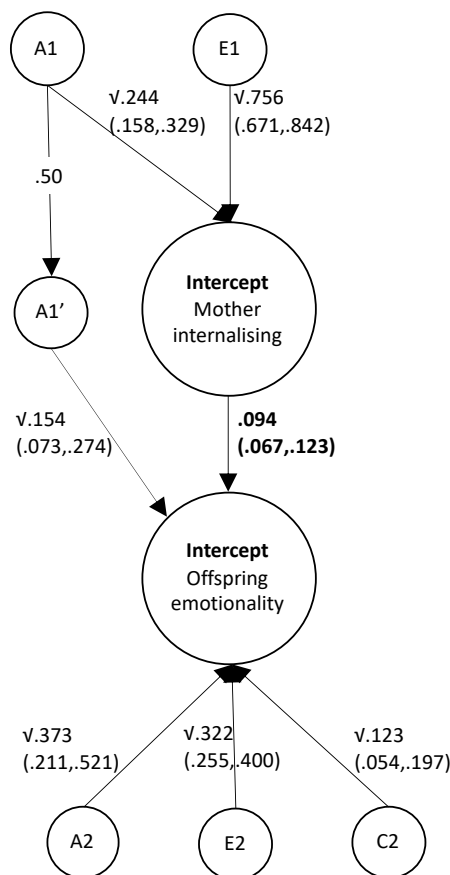 A1
E1
√.244
(.158,.329)
√.756
(.671,.842)
.50
Intercept
Mother
internalising
A1’
√.154
(.073,.274)
.094
(.067,.123)
Intercept
Offspring
emotionality
√.373
(.211,.521)
√.322
(.255,.400)
√.123
(.054,.197)
A2
E2
C2